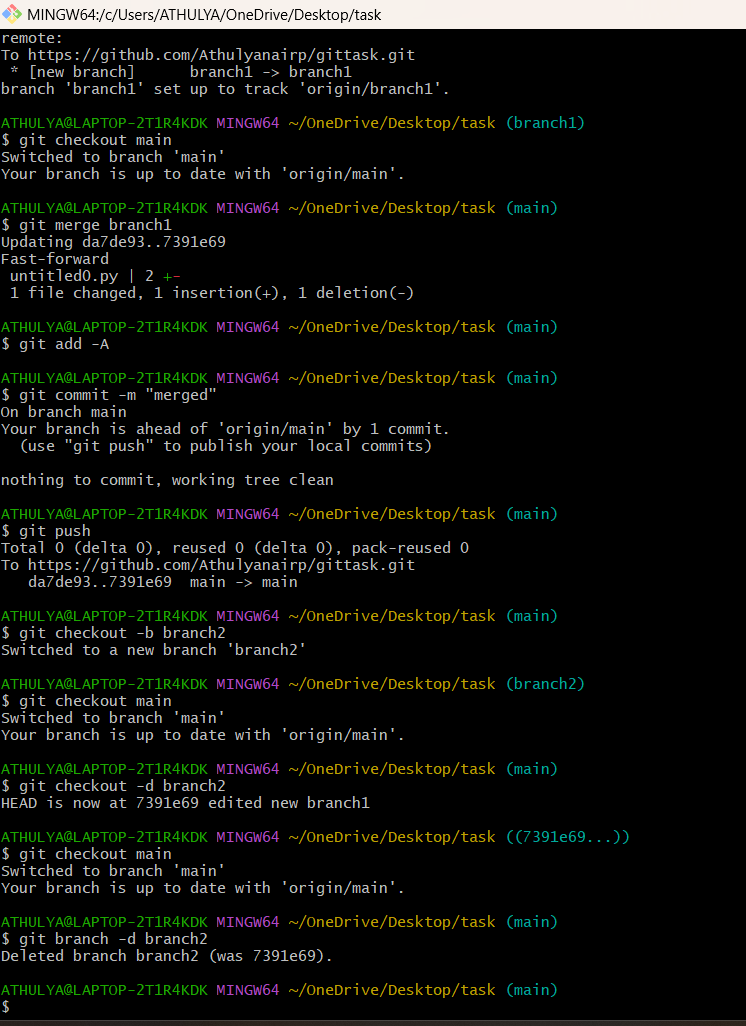 MINGW64:/c/Users/ATHULYA/OneDrive/Desktop/task
remote:
To https://github.com/Athulyanairp/gittask.git
 * [new branch]      branch1 -> branch1
branch 'branch1' set up to track 'origin/branch1'.
ATHULYA@LAPTOP-2T1R4KDK MINGW64 ~/OneDrive/Desktop/task (branch1)
$ git checkout main
Switched to branch 'main'
Your branch is up to date with 'origin/main'.
ATHULYA@LAPTOP-2T1R4KDK MINGW64 ~/OneDrive/Desktop/task (main)
$ git merge branch1
Updating da7de93..7391e69
Fast-forward
 untitled0.py | 2 +-
 1 file changed, 1 insertion(+), 1 deletion(-)
ATHULYA@LAPTOP-2T1R4KDK MINGW64 ~/OneDrive/Desktop/task (main)
$ git add -A
ATHULYA@LAPTOP-2T1R4KDK MINGW64 ~/OneDrive/Desktop/task (main)
$ git commit -m "merged"
On branch main
Your branch is ahead of 'origin/main' by 1 commit.
  (use "git push" to publish your local commits)
nothing to commit, working tree clean
ATHULYA@LAPTOP-2T1R4KDK MINGW64 ~/OneDrive/Desktop/task (main)
$ git push
Total 0 (delta 0), reused 0 (delta 0), pack-reused 0
To https://github.com/Athulyanairp/gittask.git
   da7de93..7391e69  main -> main
ATHULYA@LAPTOP-2T1R4KDK MINGW64 ~/OneDrive/Desktop/task (main)
$ git checkout -b branch2
Switched to a new branch 'branch2'
ATHULYA@LAPTOP-2T1R4KDK MINGW64 ~/OneDrive/Desktop/task (branch2)
$ git checkout main
Switched to branch 'main'
Your branch is up to date with 'origin/main'.
ATHULYA@LAPTOP-2T1R4KDK MINGW64 ~/OneDrive/Desktop/task (main)
$ git checkout -d branch2
HEAD is now at 7391e69 edited new branch1
ATHULYA@LAPTOP-2T1R4KDK MINGW64 ~/OneDrive/Desktop/task ((7391e69...))
$ git checkout main
Switched to branch 'main'
Your branch is up to date with 'origin/main'.
ATHULYA@LAPTOP-2T1R4KDK MINGW64 ~/OneDrive/Desktop/task (main)
$ git branch -d branch2
Deleted branch branch2 (was 7391e69).
ATHULYA@LAPTOP-2T1R4KDK MINGW64 ~/OneDrive/Desktop/task (main)
$